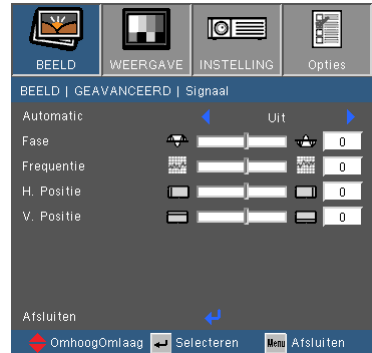 BEELD WEERGAVE INSTELLING Opties
BEELD | GEAVANCEERD | Signaal
Automatic Uit
Fase 0
Frequentie 0
H. Positie 0
V. Positie 0
Afsluiten
OmhoogOmlaag Selecteren Menu Afsluiten